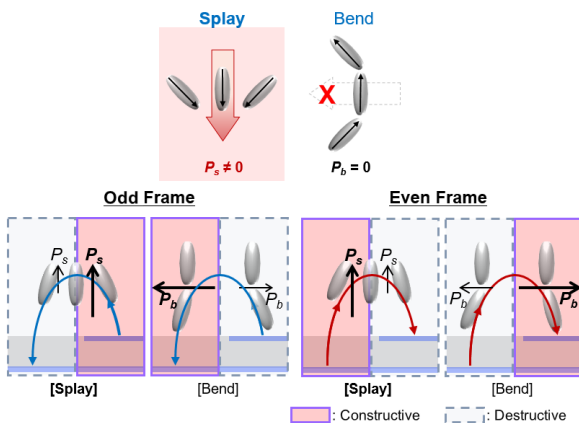 Splay
Bend
X
Ps ≠ 0
Pb = 0
Odd Frame
Even Frame
Ps
Ps
Pb
Pb
Ps
Ps
Pb
Pb
[Splay]
[Bend]
[Splay]
[Bend]
: Constructive
: Destructive